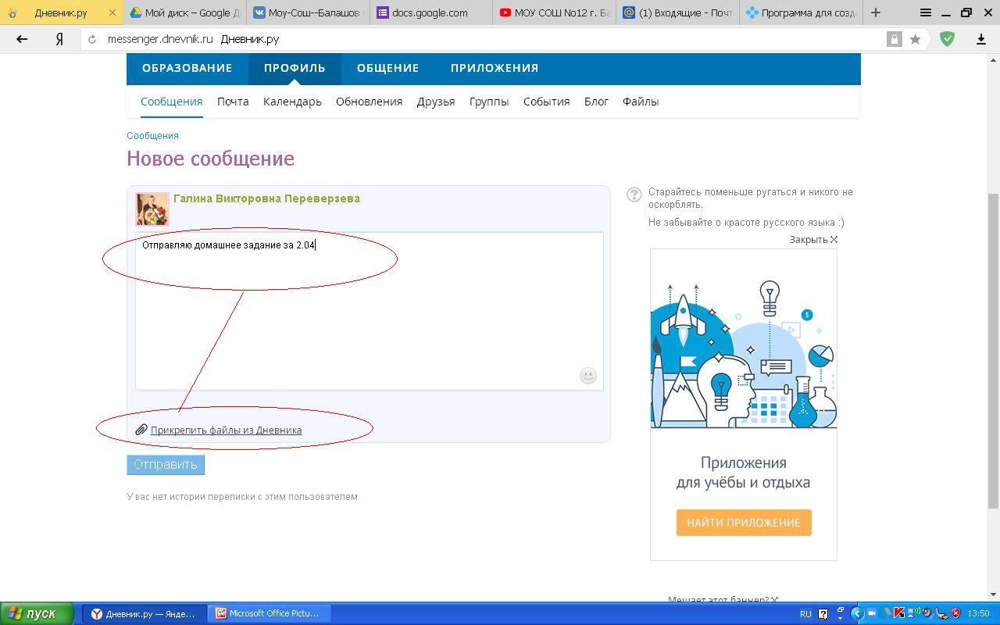 Дневник.ру
Мой диск – Google Д
Моу-Сош--Балашов
docs.google.com
МОУ СОШ No12 г. Ба
(1) Входящие - Почт
Программа для созда
messenger.dnevnik.ru Дневник.ру
ОБРАЗОВАНИЕ ПРОФИЛЬ ОБЩЕНИЕ ПРИЛОЖЕНИЯ
Сообщения Почта Календарь Обновления Друзья Группы События Блог Файлы
Сообщения
Новое сообщение
Галина Викторовна Переверзева
Отправляю домашнее задание за 2.04
Прикрепить файлы из Дневника
Отправить
У вас нет истории переписки с этим пользователем
Старайтесь поменьше ругаться и никого не
оскорблять.
Не забывайте о красоте русского языка :)
Закрыть
Приложения
для учёбы и отдыха
НАЙТИ ПРИЛОЖЕНИЕ
Мешает этот баннер?
пуск
Дневник.ру — Янде...
Microsoft Office Pictu...
RU
13:50